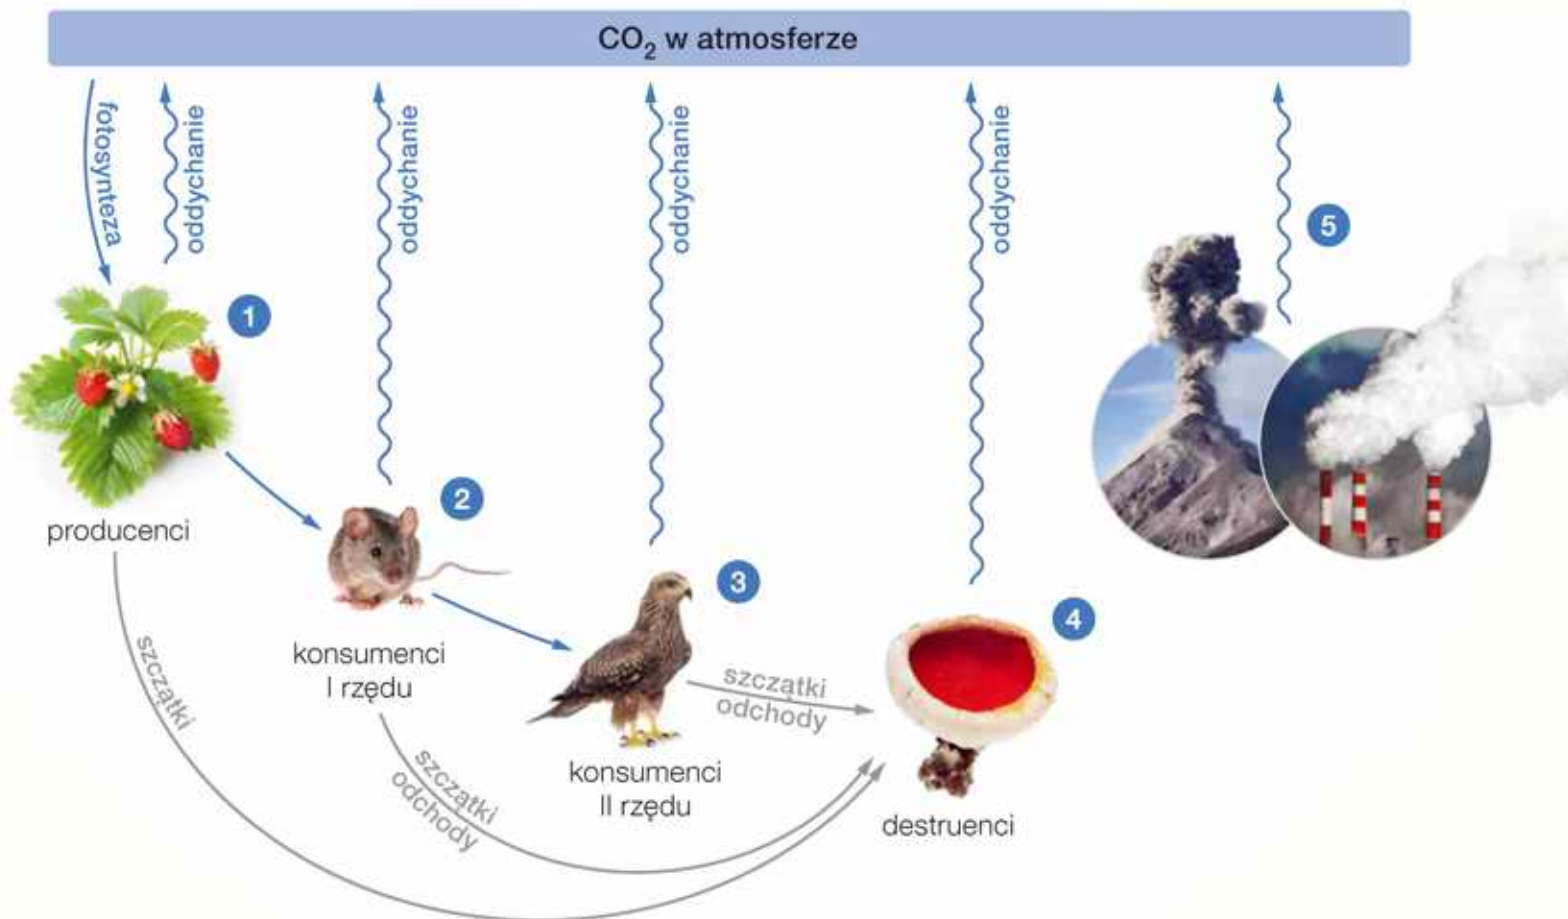 CO₂ w atmosferze
fotosynteza
oddychanie
oddychanie
oddychanie
oddychanie
5
1
producenci
2
konsumenci
I rzędu
3
konsumenci
II rzędu
4
destruenci
szczątki
szczątki
odchody
szczątki
odchody